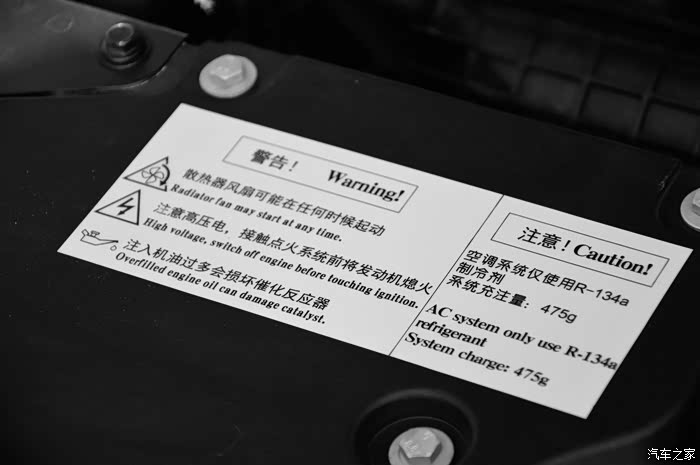 警告! Warning!
散热器风扇可能在任何时候起动
Radiator fan may start at any time.
注意高压电，接触点火系统前将发动机熄火
High voltage, switch off engine before touching ignition.
注入机油过多会损坏催化反应器
Overfilled engine oil can damage catalyst.
注意! Caution!
空调系统仅使用R-134a
制冷剂
系统充注量： 475g
AC system only use R-134a
refrigerant
System charge: 475g
汽车之家